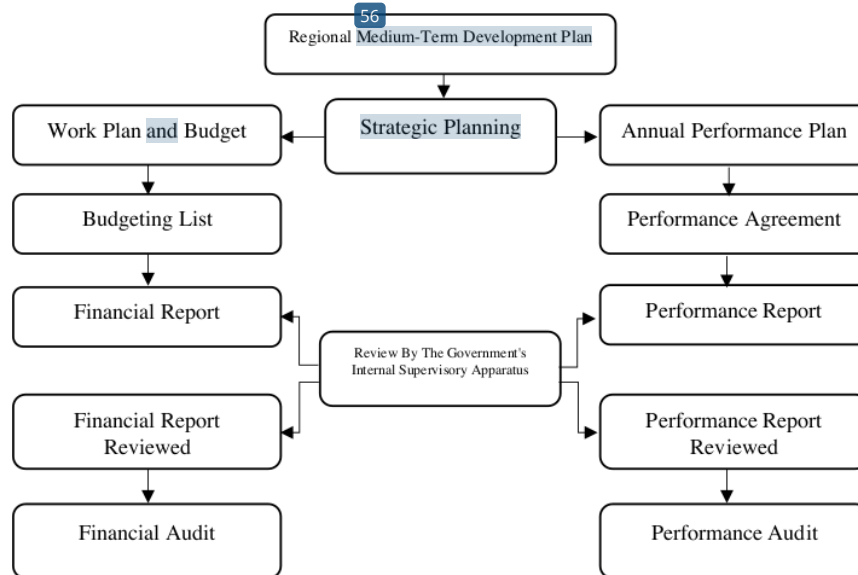 56
Regional Medium-Term Development Plan
Work Plan and Budget
Strategic Planning
Annual Performance Plan
Budgeting List
Performance Agreement
Financial Report
Performance Report
Review By The Government's
Internal Supervisory Apparatus
Financial Report
Reviewed
Performance Report
Reviewed
Financial Audit
Performance Audit